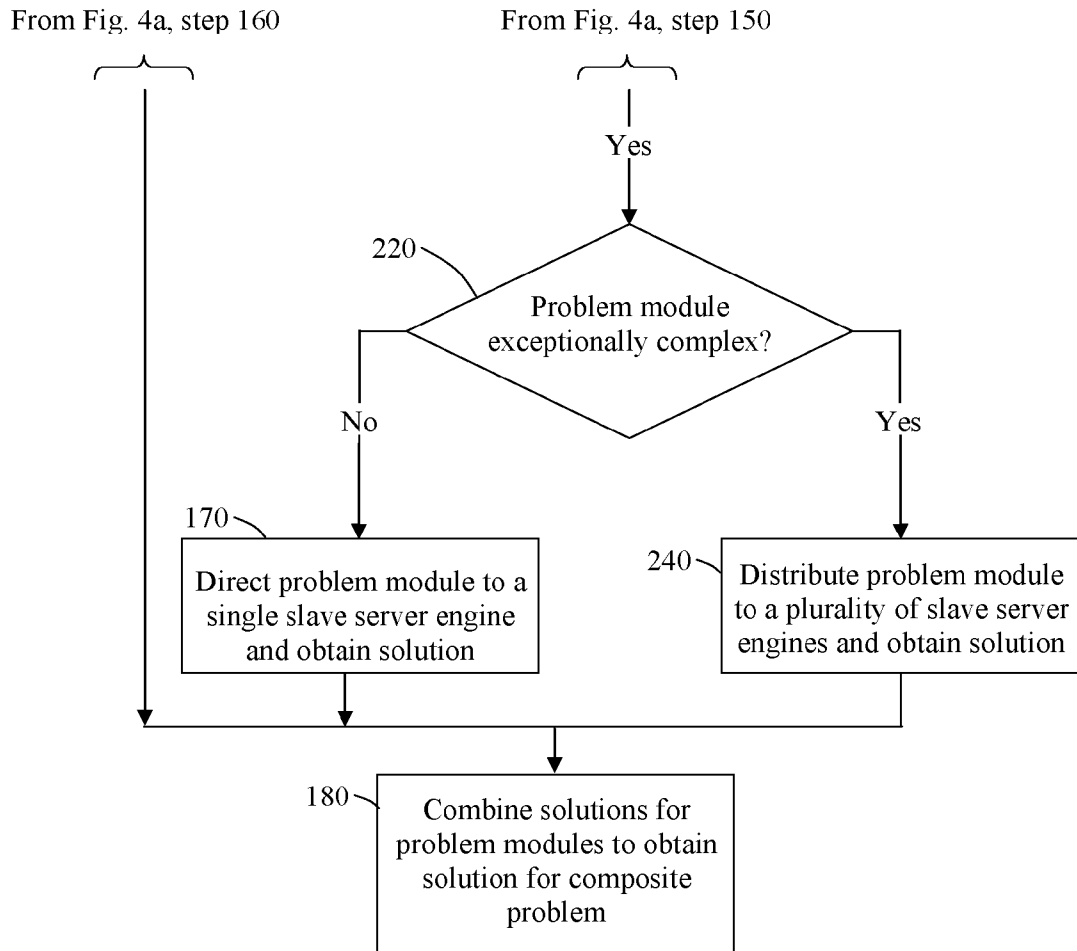 From Fig. 4a, step 160
From Fig. 4a, step 150
Yes
220
Problem module
exceptionally complex?
No
Yes
170
Direct problem module to a
single slave server engine
and obtain solution
240
Distribute problem module
to a plurality of slave server
engines and obtain solution
180
Combine solutions for
problem modules to obtain
solution for composite
problem